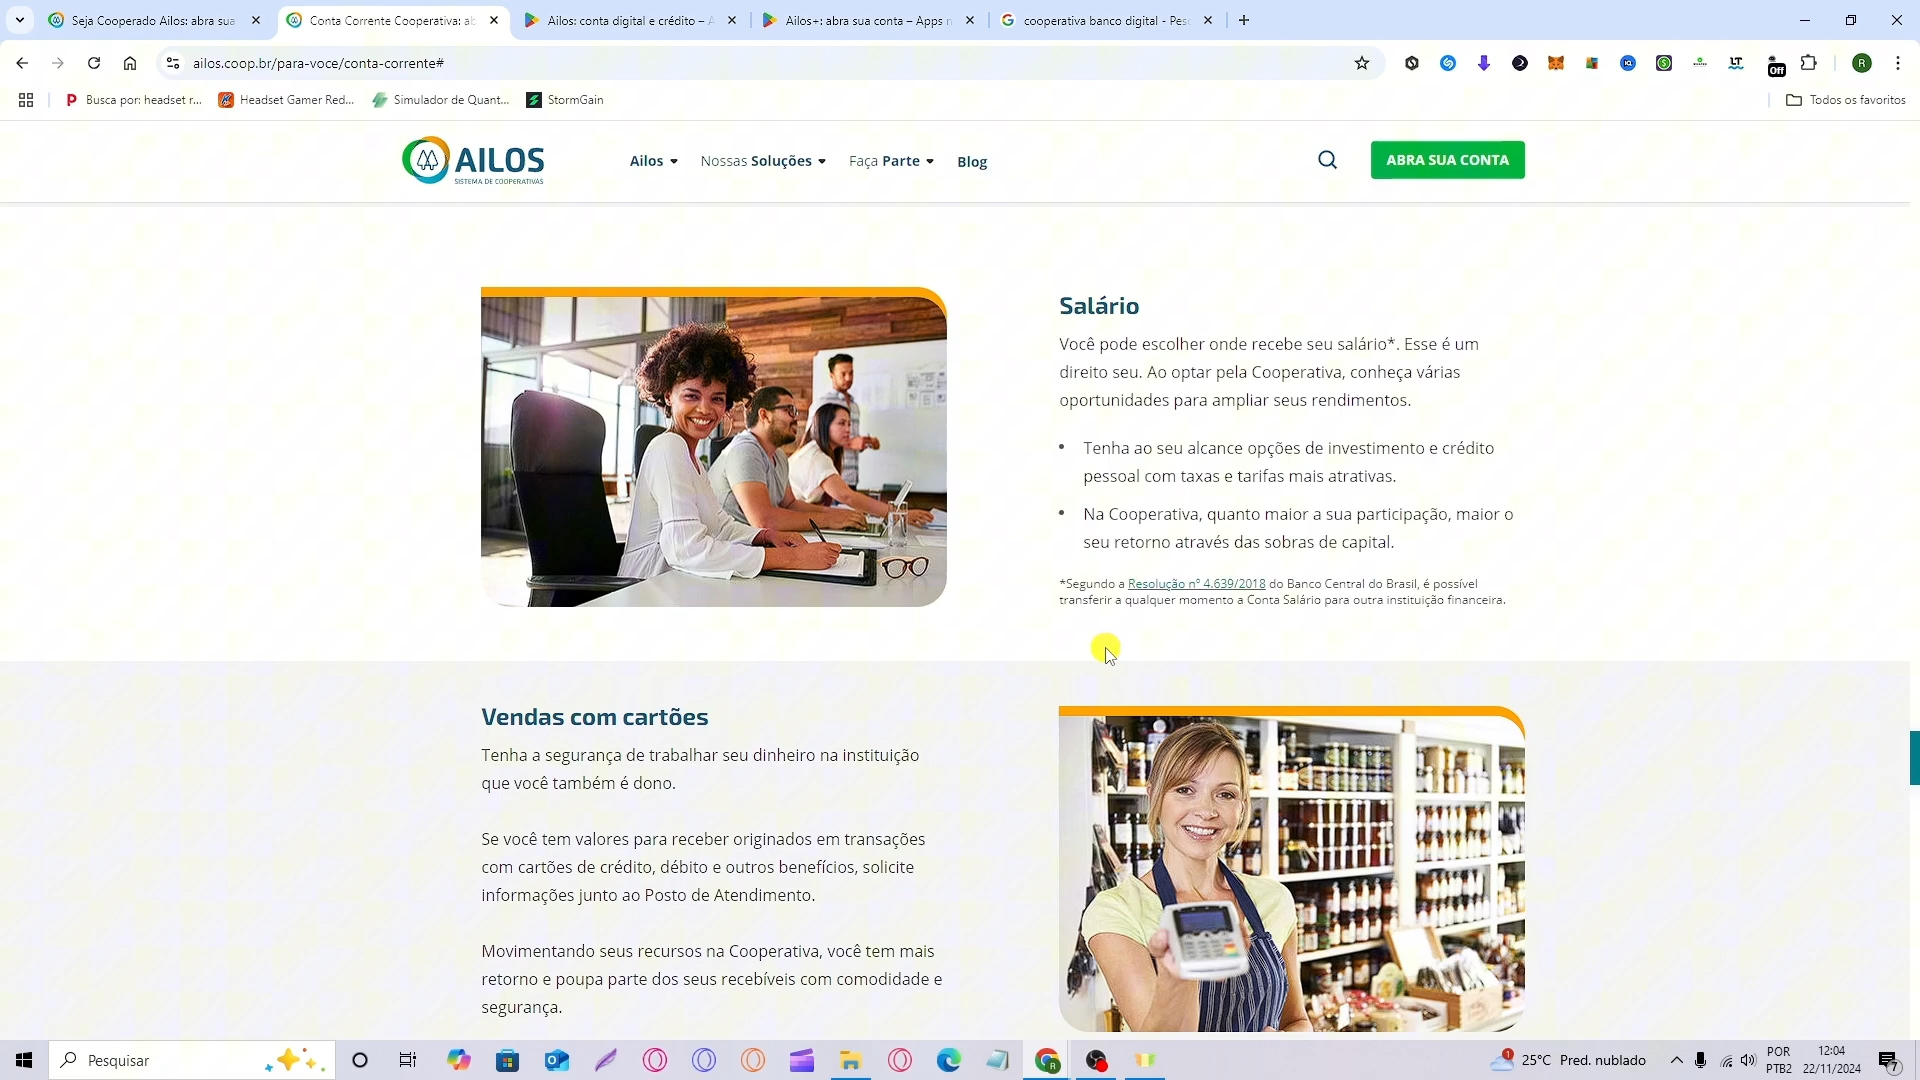 Seja Cooperado Ailos: abra sua
Conta Corrente Cooperativa: ab
Ailos: conta digital e crédito – A
Ailos+: abra sua conta – Apps n
cooperativa banco digital - Pes
ailos.coop.br/para-voce/conta-corrente#
Off
R
Busca por: headset r...
Headset Gamer Red...
Simulador de Quant...
StormGain
Todos os favoritos
AILOS
SISTEMA DE COOPERATIVAS
Ailos
Nossas Soluções
Faça Parte
Blog
ABRA SUA CONTA
Salário
Você pode escolher onde recebe seu salário*. Esse é um
direito seu. Ao optar pela Cooperativa, conheça várias
oportunidades para ampliar seus rendimentos.
• Tenha ao seu alcance opções de investimento e crédito
pessoal com taxas e tarifas mais atrativas.
• Na Cooperativa, quanto maior a sua participação, maior o
seu retorno através das sobras de capital.
*Segundo a Resolução nº 4.639/2018 do Banco Central do Brasil, é possível
transferir a qualquer momento a Conta Salário para outra instituição financeira.
Vendas com cartões
Tenha a segurança de trabalhar seu dinheiro na instituição
que você também é dono.
Se você tem valores para receber originados em transações
com cartões de crédito, débito e outros benefícios, solicite
informações junto ao Posto de Atendimento.
Movimentando seus recursos na Cooperativa, você tem mais
retorno e poupa parte dos seus recebíveis com comodidade e
segurança.
Pesquisar
1
25°C Pred. nublado
POR
PTB2
12:04
22/11/2024
7